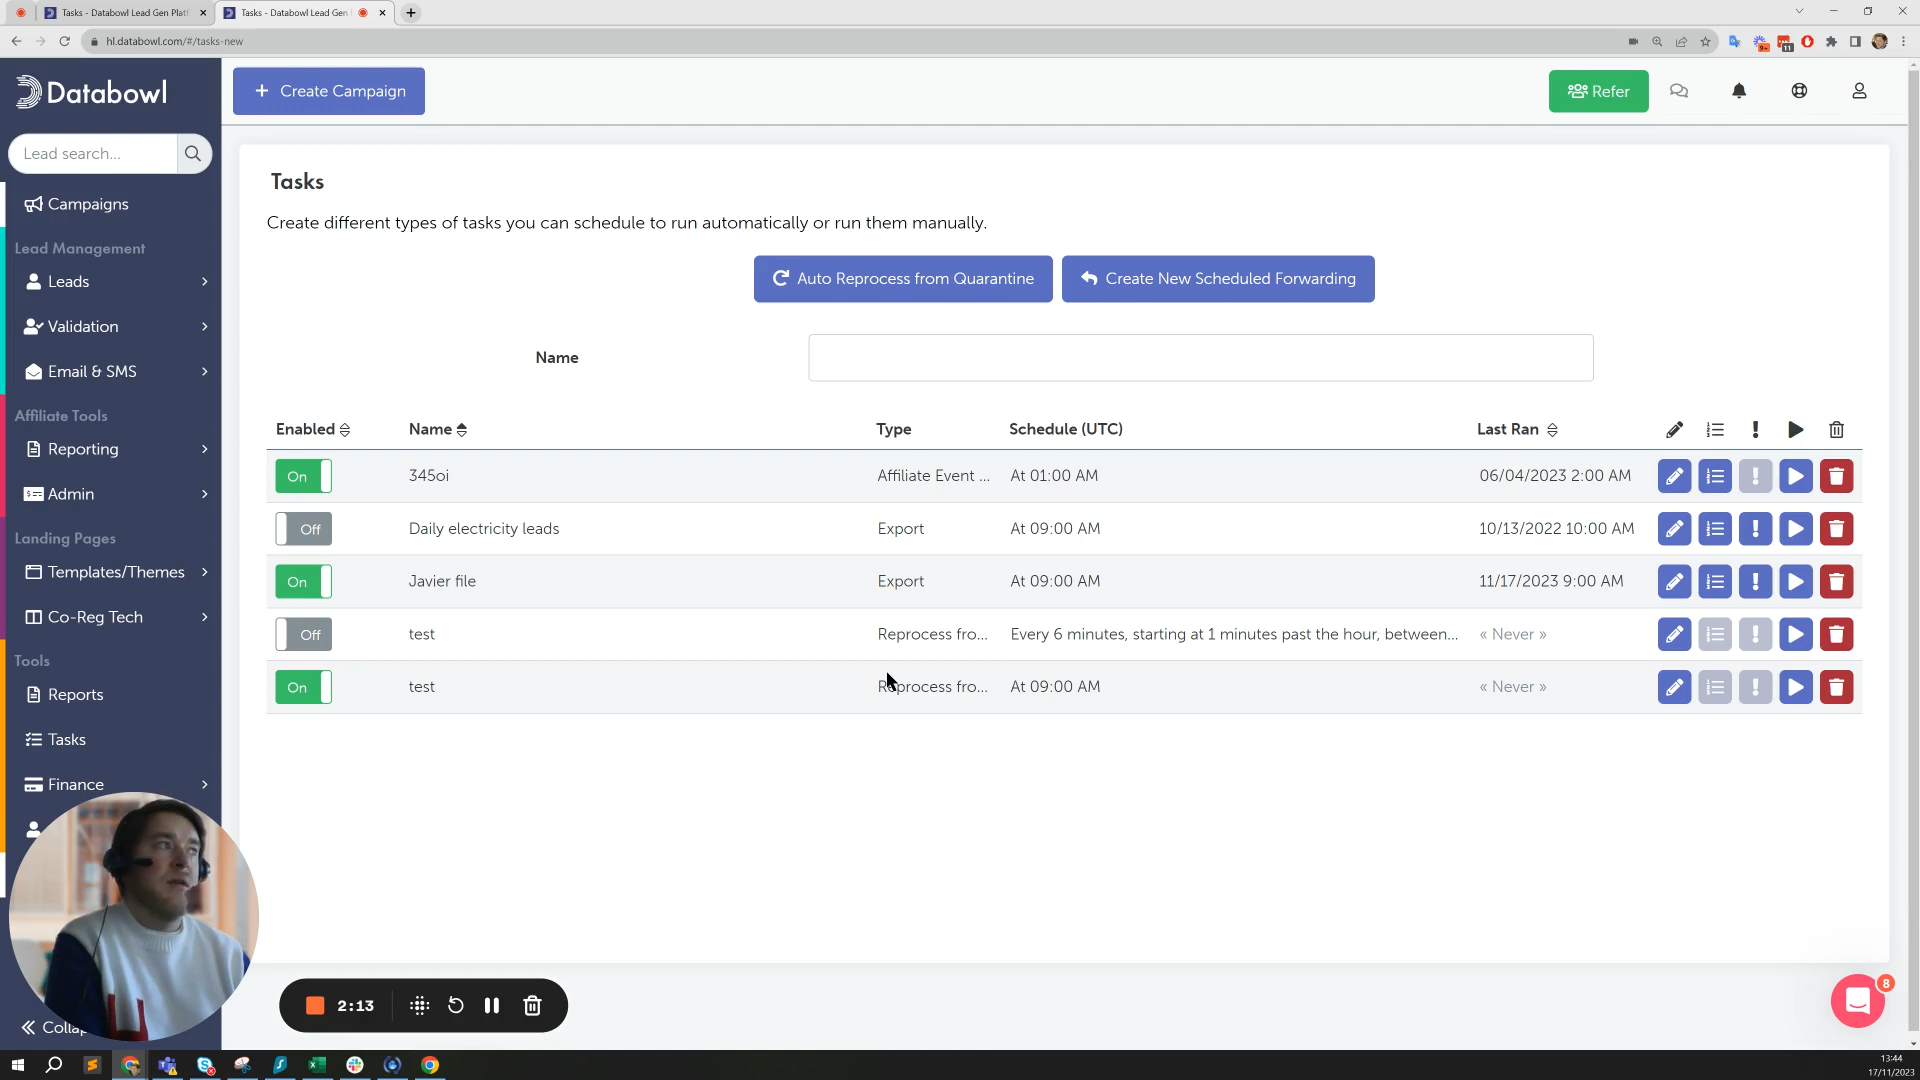 Tasks - Databowl Lead Gen Platf
Tasks - Databowl Lead Gen
hl.databowl.com/#/tasks-new
9+
11
Databowl
Create Campaign
Refer
Lead search...
Campaigns
Lead Management
Leads
Validation
Email & SMS
Affiliate Tools
Reporting
Admin
Landing Pages
Templates/Themes
Co-Reg Tech
Tools
Reports
Tasks
Finance
Tasks
Create different types of tasks you can schedule to run automatically or run them manually.
Auto Reprocess from Quarantine
Create New Scheduled Forwarding
Name
Enabled Name Type Schedule (UTC) Last Ran
On 345oi Affiliate Event ... At 01:00 AM 06/04/2023 2:00 AM
Off Daily electricity leads Export At 09:00 AM 10/13/2022 10:00 AM
On Javier file Export At 09:00 AM 11/17/2023 9:00 AM
Off test Reprocess fro... Every 6 minutes, starting at 1 minutes past the hour, between... « Never »
On test Reprocess fro... At 09:00 AM « Never »
2:13
8
13:44
17/11/2023